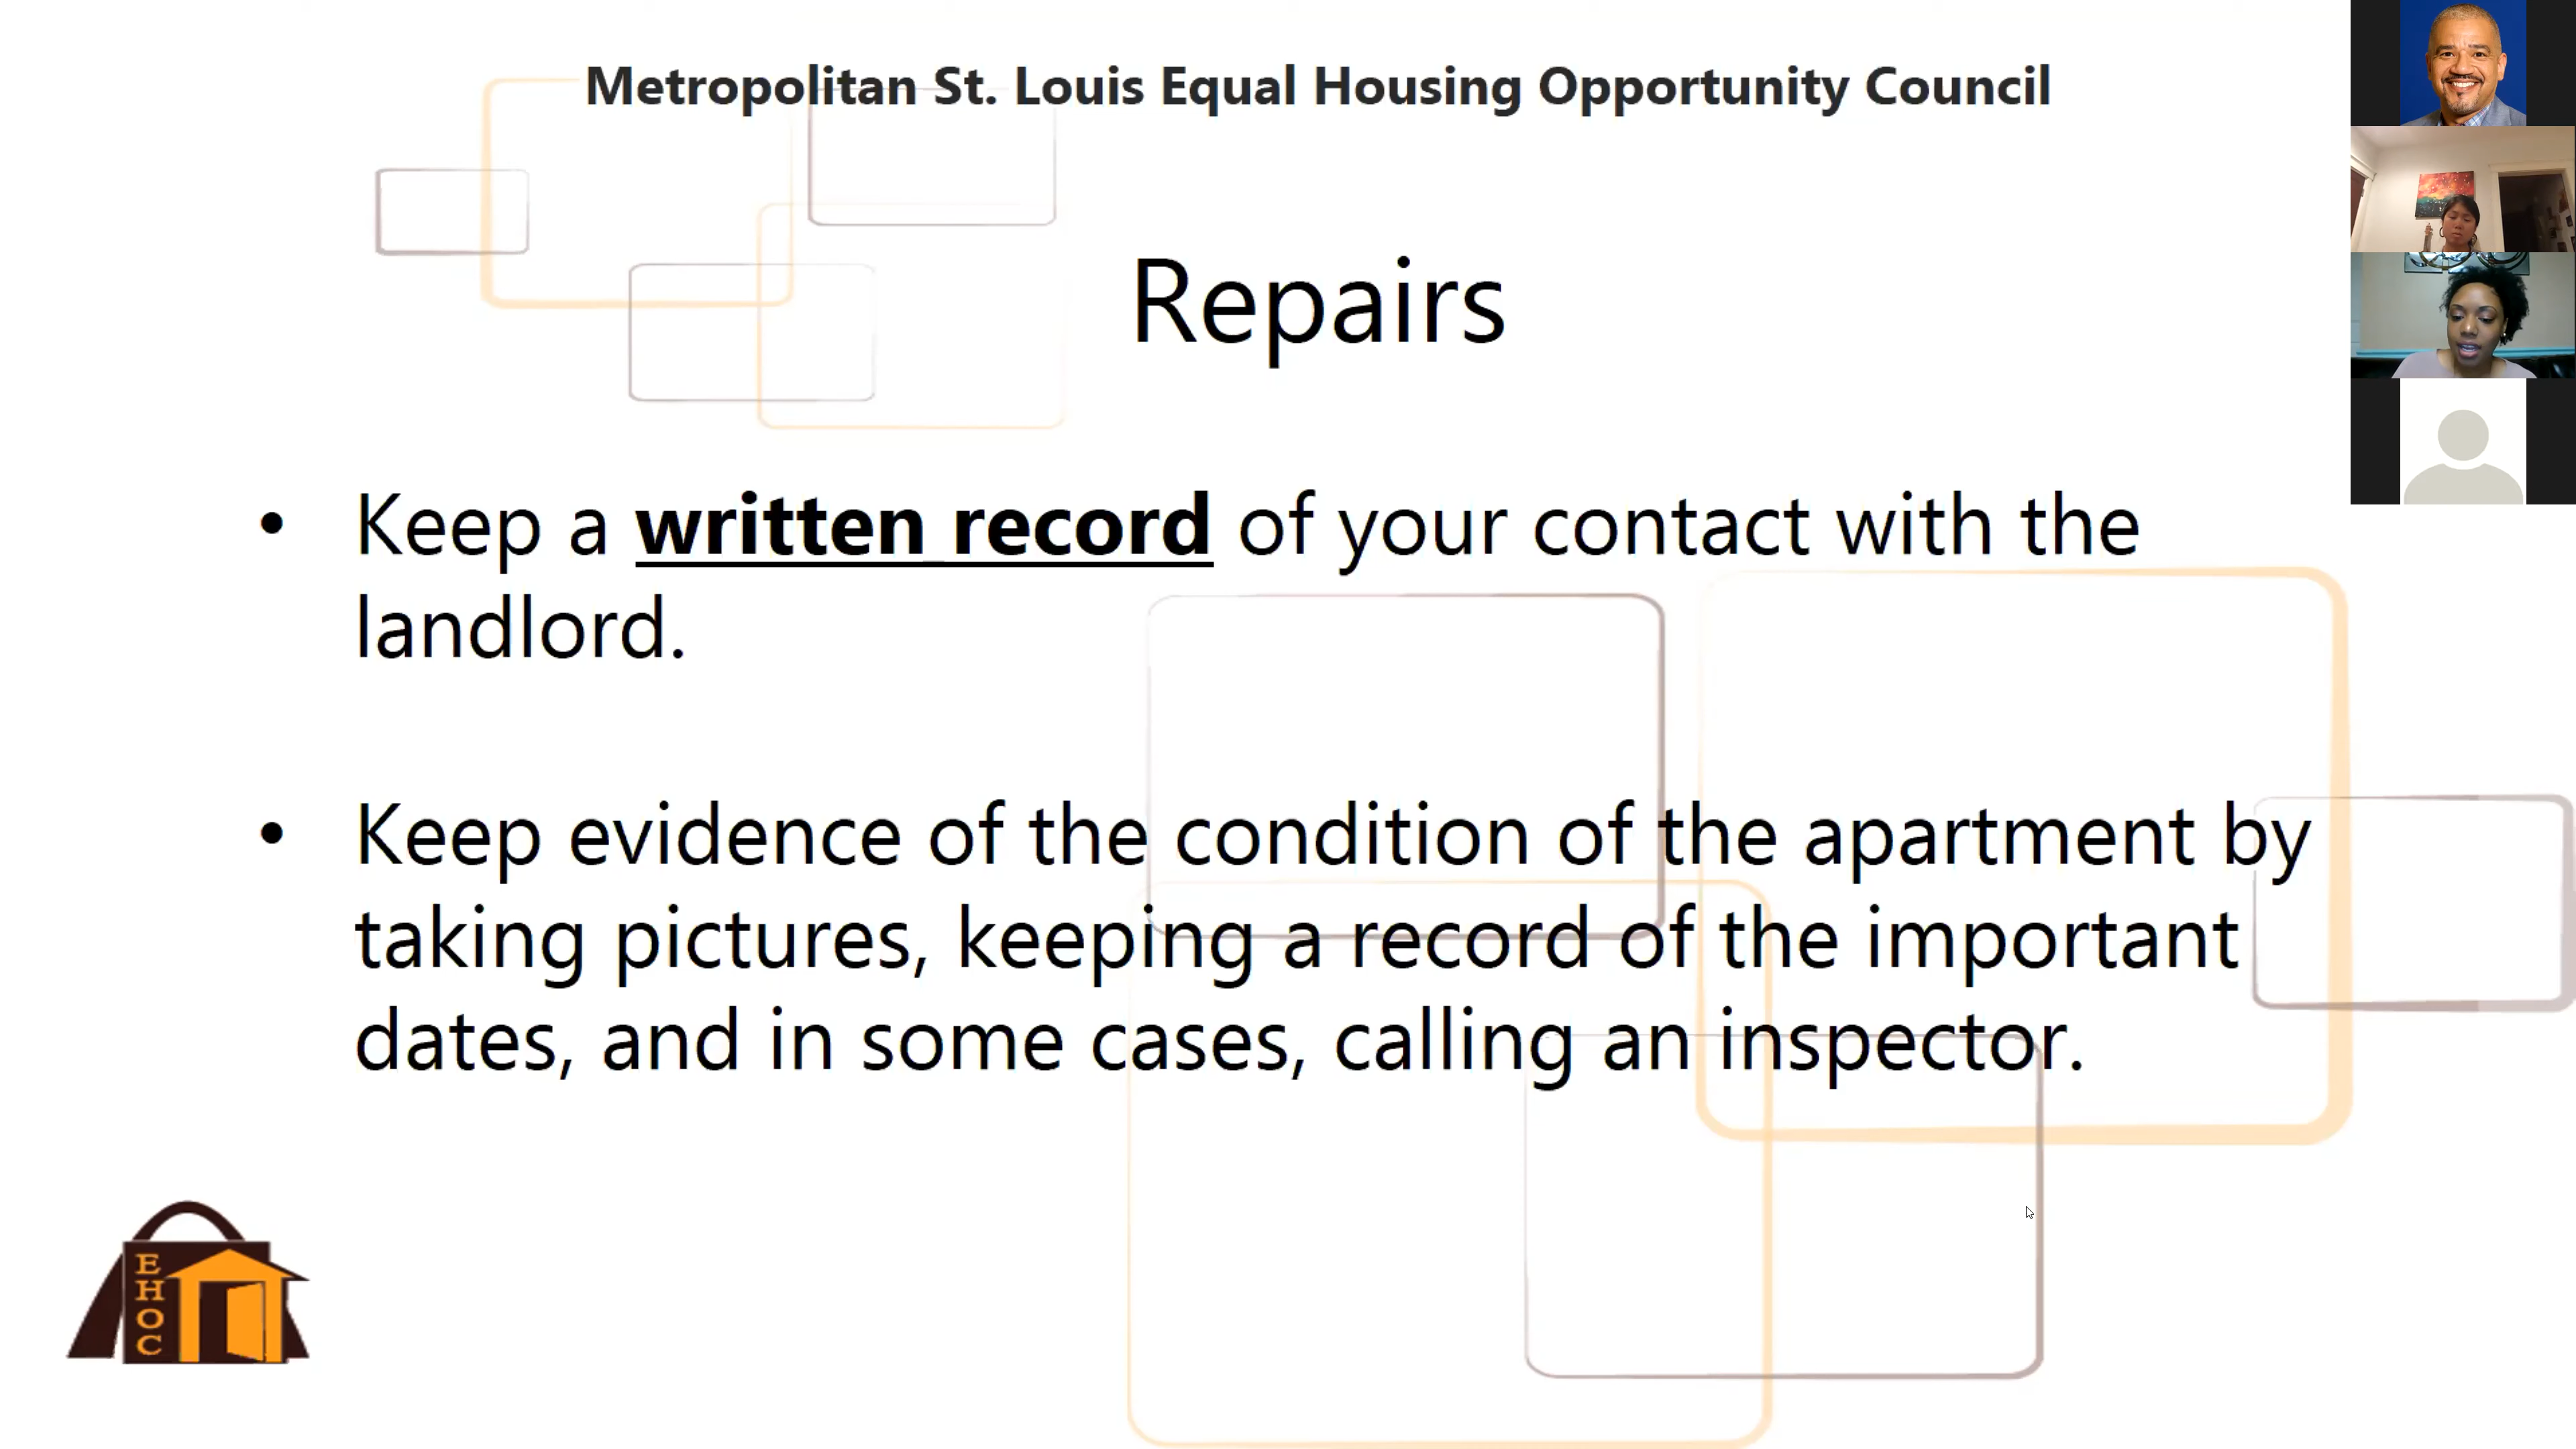 Metropolitan St. Louis Equal Housing Opportunity Council
Repairs
• Keep a written record of your contact with the
landlord.
• Keep evidence of the condition of the apartment by
taking pictures, keeping a record of the important
dates, and in some cases, calling an inspector.
EHOC